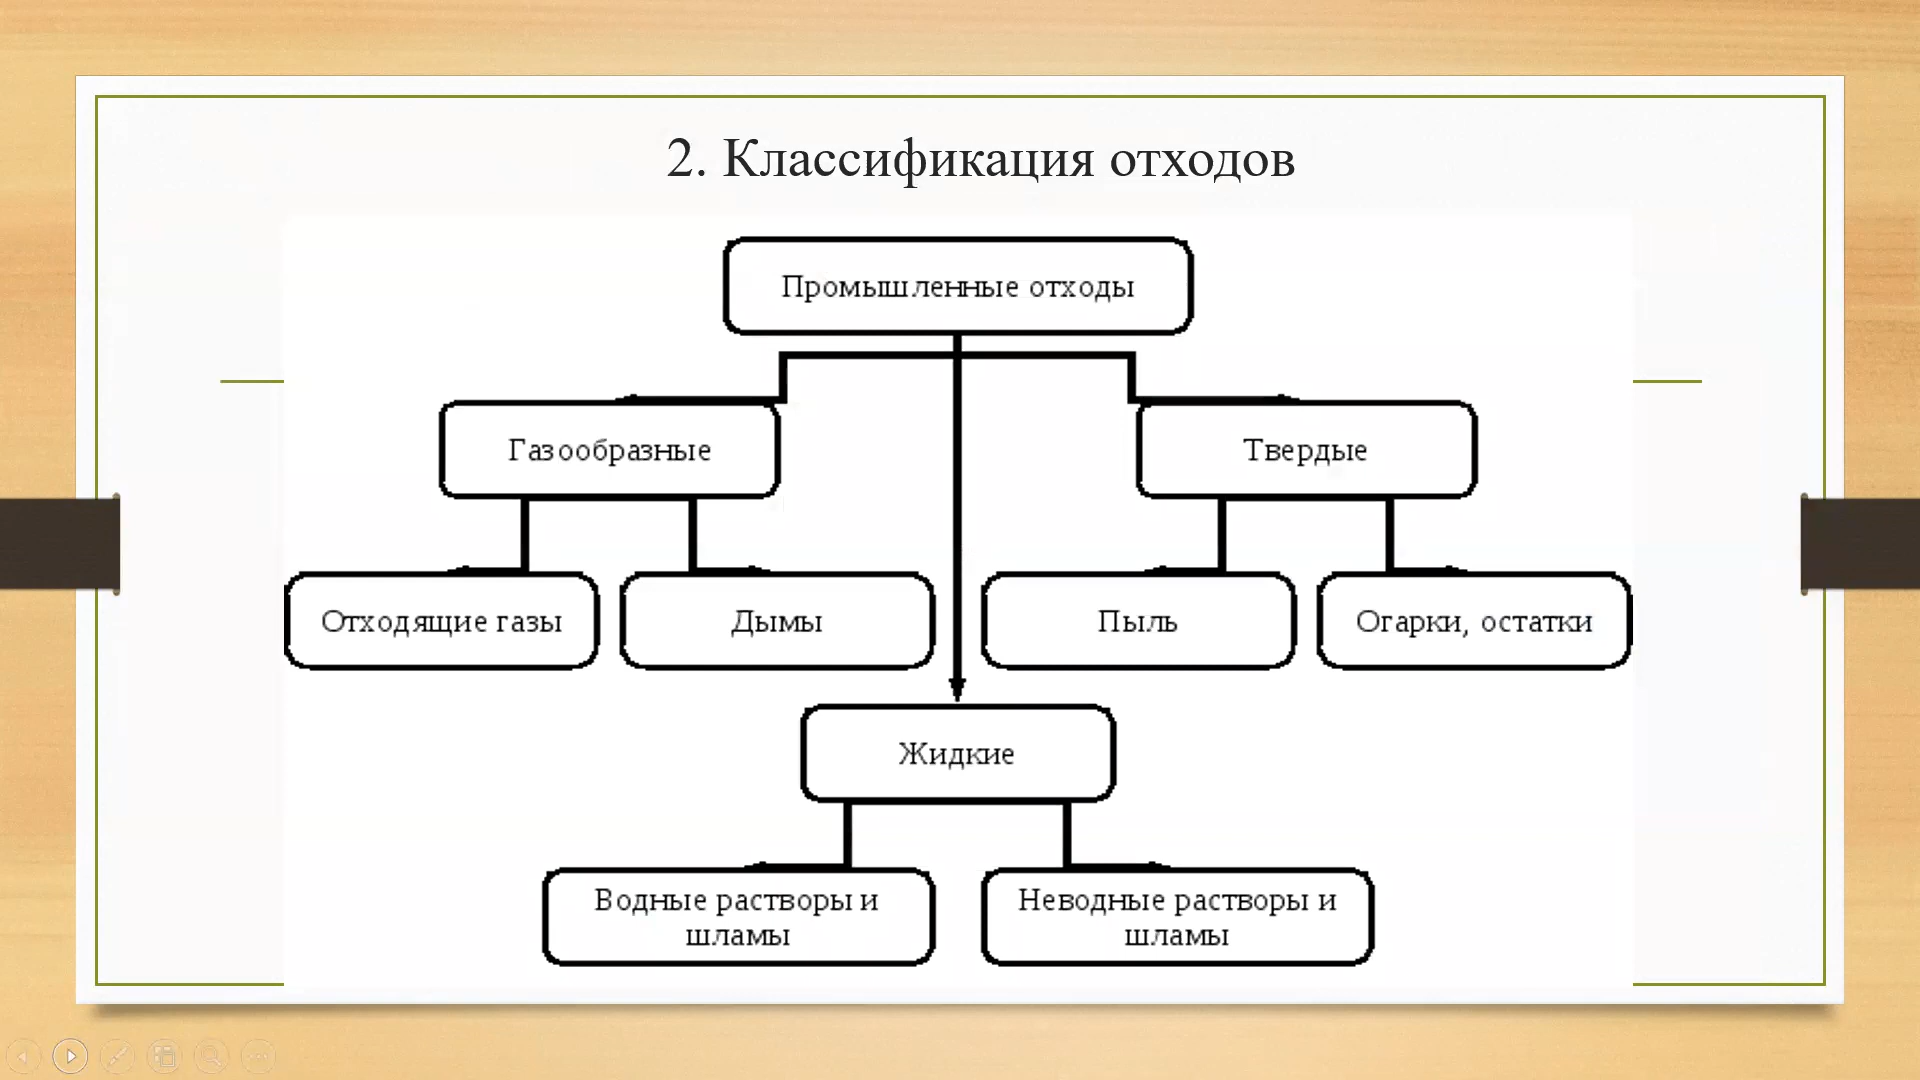 2. Классификация отходов
Промышленные отходы
Газообразные
Твердые
Отходящие газы
Дымы
Пыль
Огарки, остатки
Жидкие
Водные растворы и
шламы
Неводные растворы и
шламы